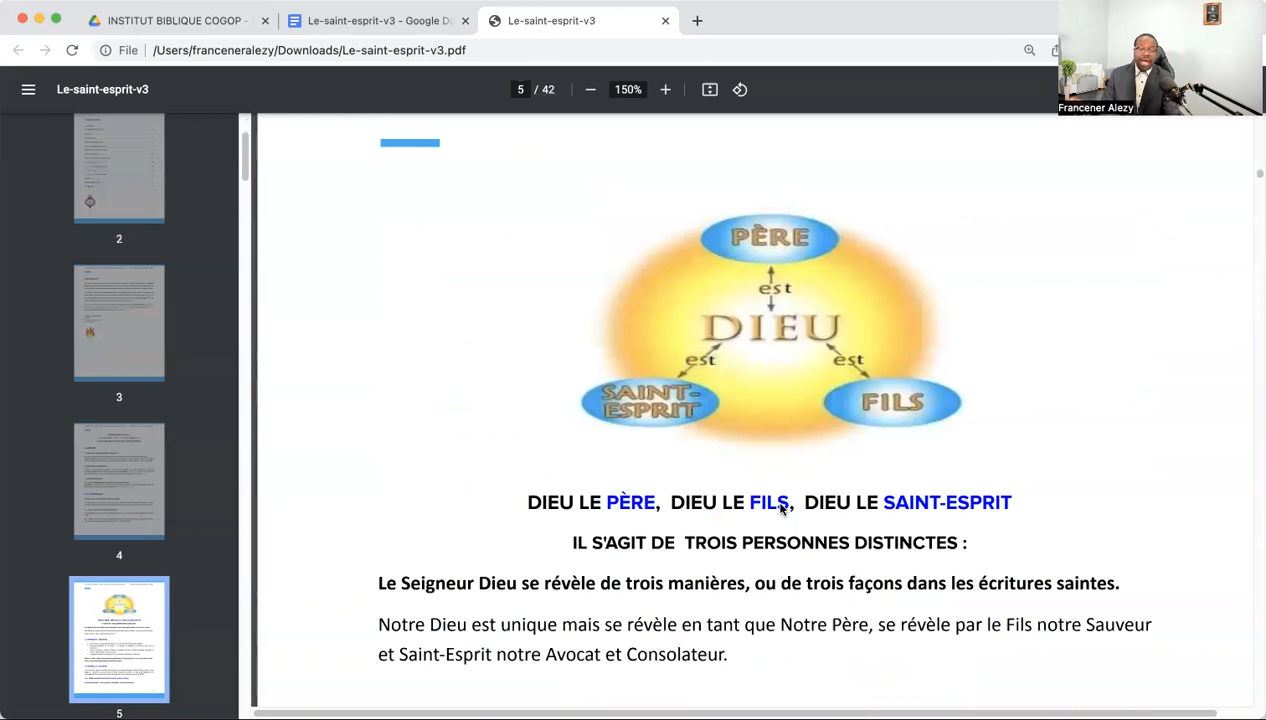 INSTITUT BIBLIQUE COGOP -
Le-saint-esprit-v3 - Google Do
Le-saint-esprit-v3
File
/Users/franceneralezy/Downloads/Le-saint-esprit-v3.pdf
Le-saint-esprit-v3
5 / 42
150%
Francener Alezy
2
3
4
5
PÈRE
est
DIEU
est
est
SAINT-
ESPRIT
FILS
DIEU LE PÈRE, DIEU LE FILS, DIEU LE SAINT-ESPRIT
IL S'AGIT DE TROIS PERSONNES DISTINCTES :
Le Seigneur Dieu se révèle de trois manières, ou de trois façons dans les écritures saintes.
Notre Dieu est unique mais se révèle en tant que Notre Père, se révèle par le Fils notre Sauveur
et Saint-Esprit notre Avocat et Consolateur.